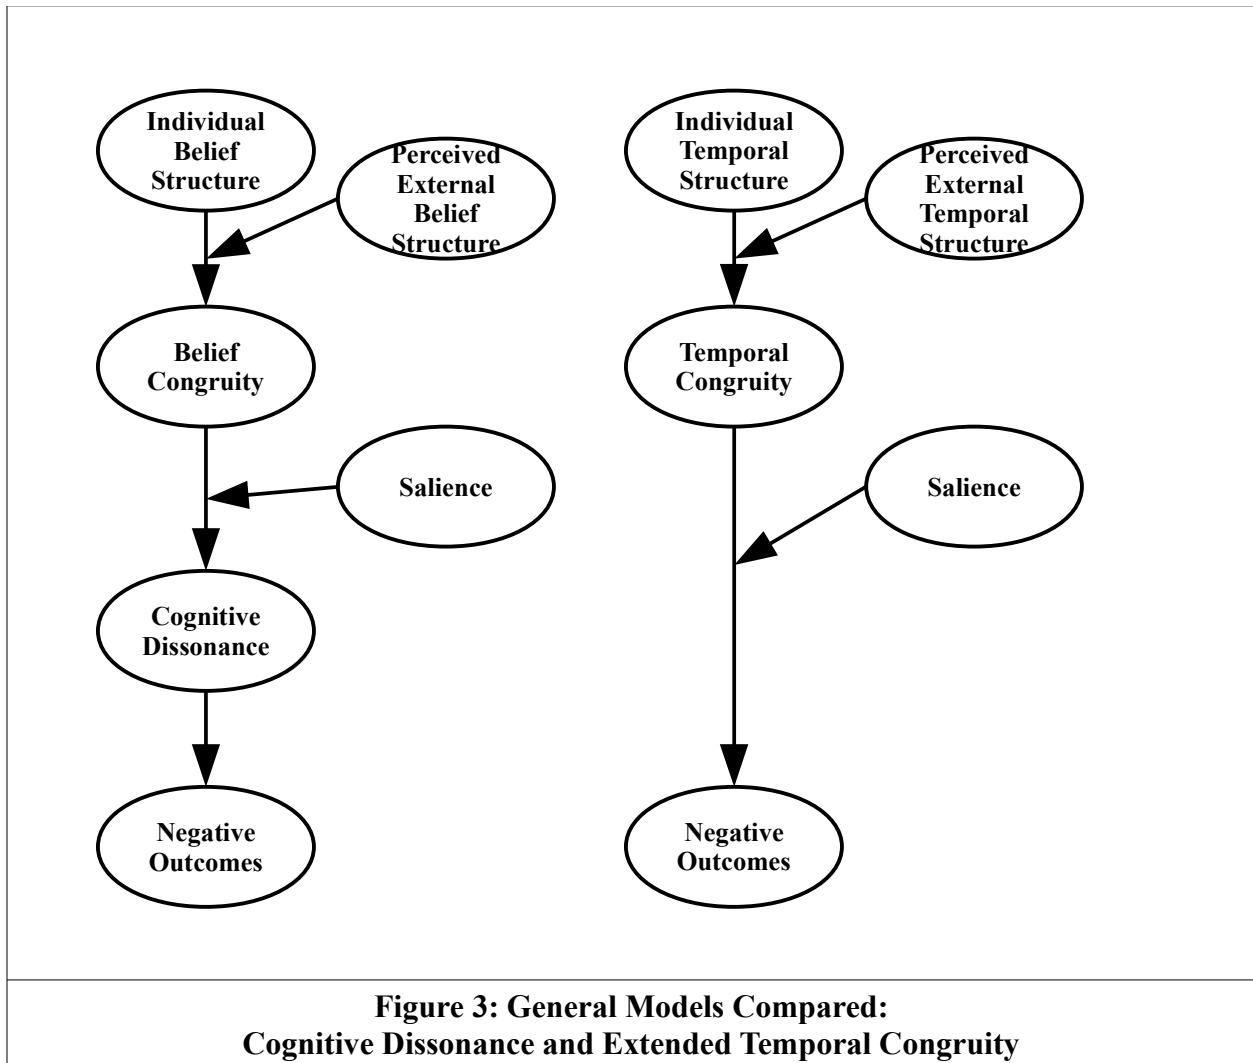 Individual
Belief
Structure
Perceived
External
Belief
Structure
Individual
Temporal
Structure
Perceived
External
Temporal
Structure
Belief
Congruity
Temporal
Congruity
Salience
Salience
Cognitive
Dissonance
Negative
Outcomes
Negative
Outcomes
Figure 3: General Models Compared:
Cognitive Dissonance and Extended Temporal Congruity